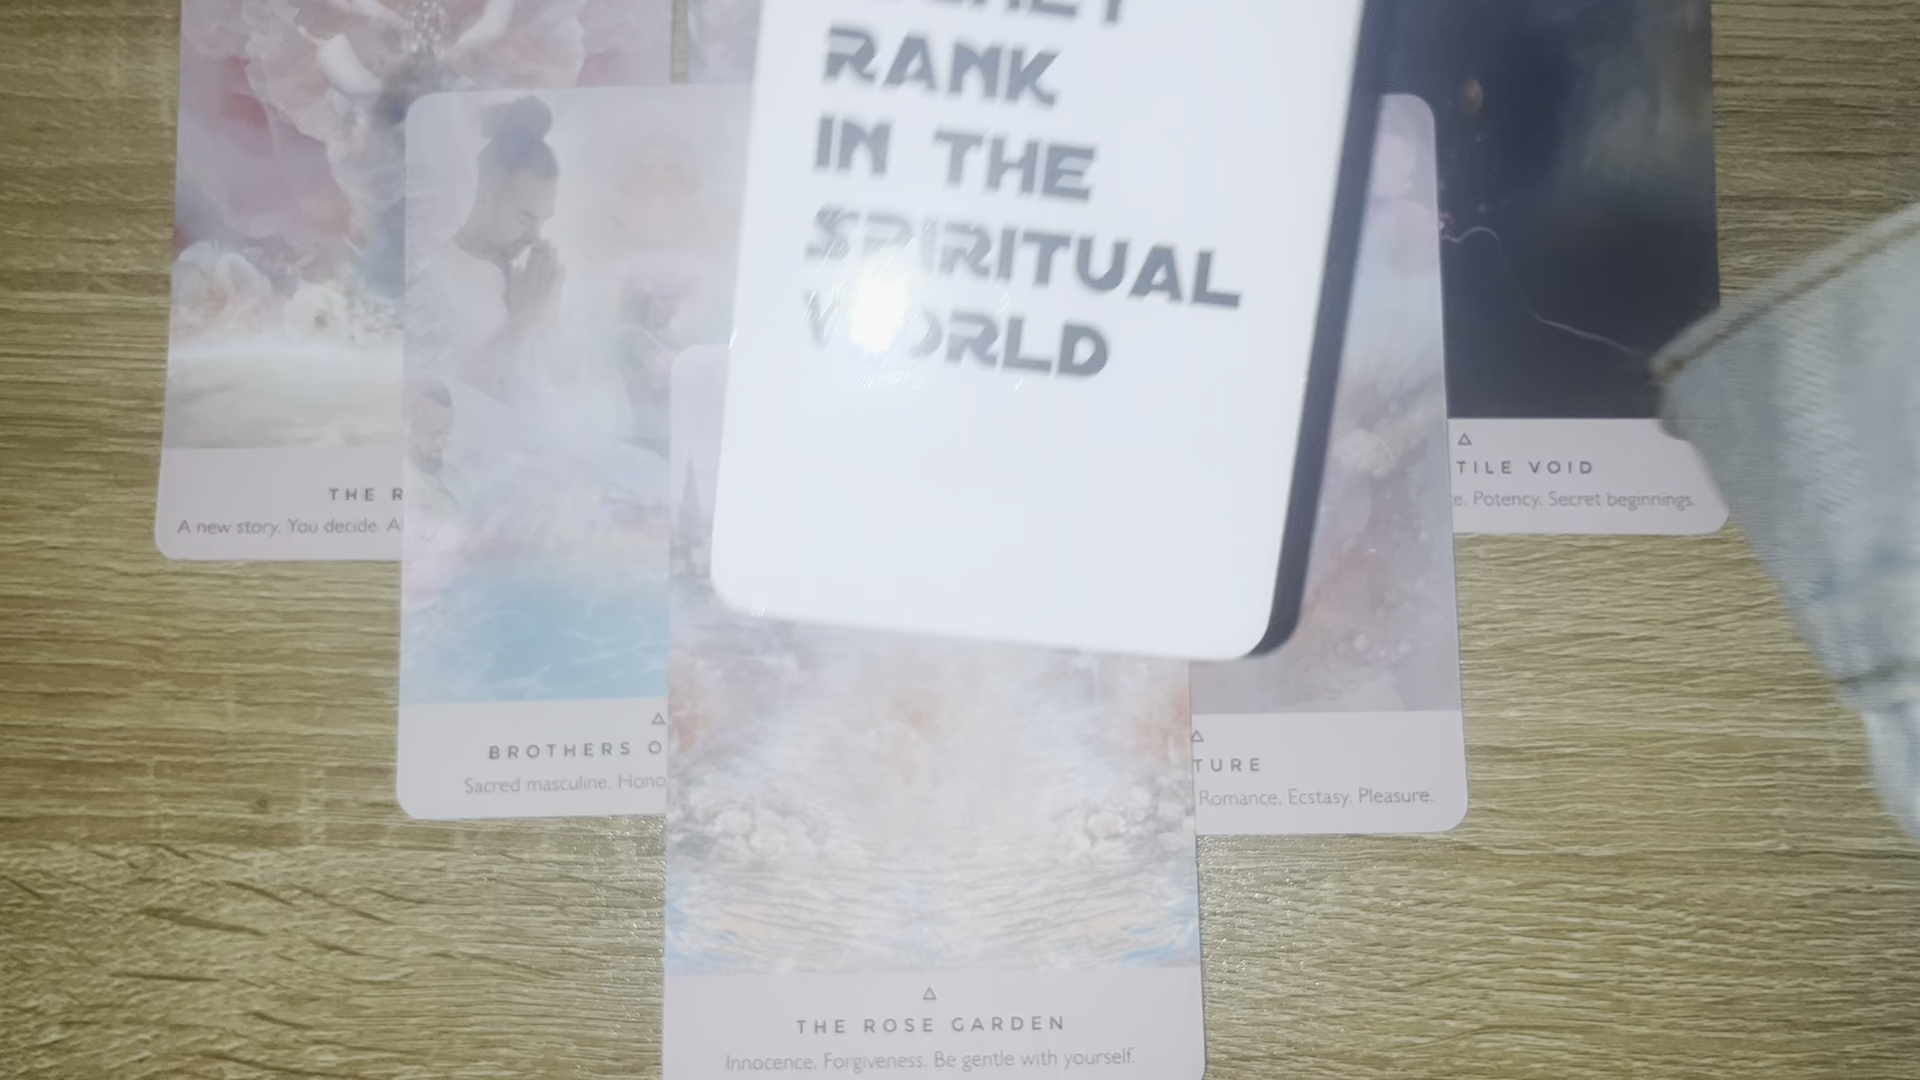 RANK
IN THE
SPIRITUAL
WORLD
TILE VOID
Potency. Secret beginnings.
THE R
A new story. You decide. A
BROTHERS O
Sacred masculine. Hono
TURE
Romance. Ecstasy. Pleasure.
THE ROSE GARDEN
Innocence. Forgiveness. Be gentle with yourself.